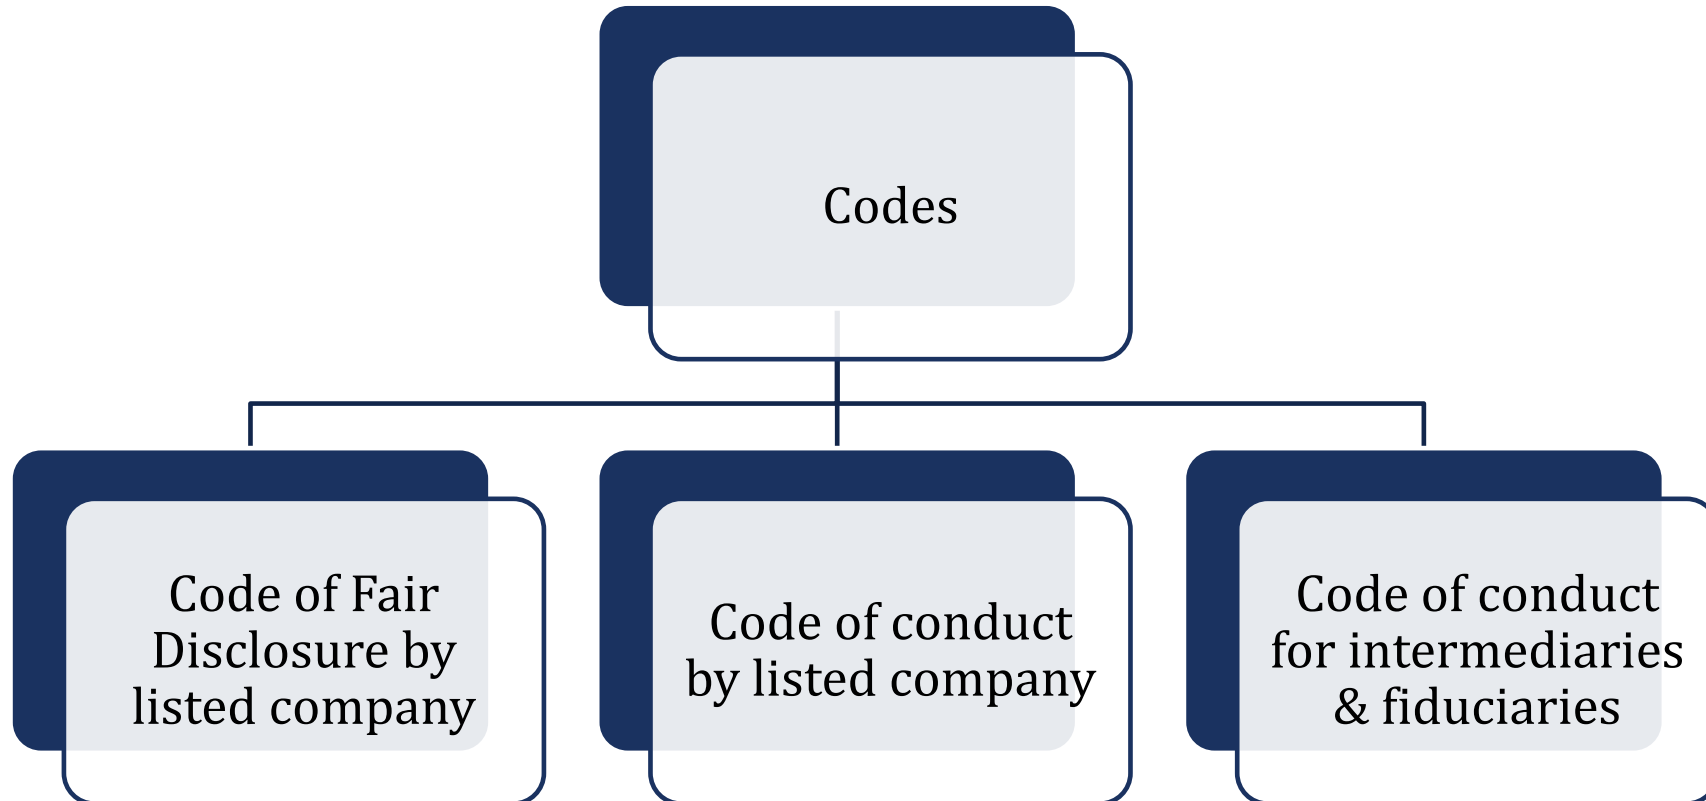 Codes
Code of Fair
Disclosure by
listed company
Code of conduct
by listed company
Code of conduct
for intermediaries
& fiduciaries